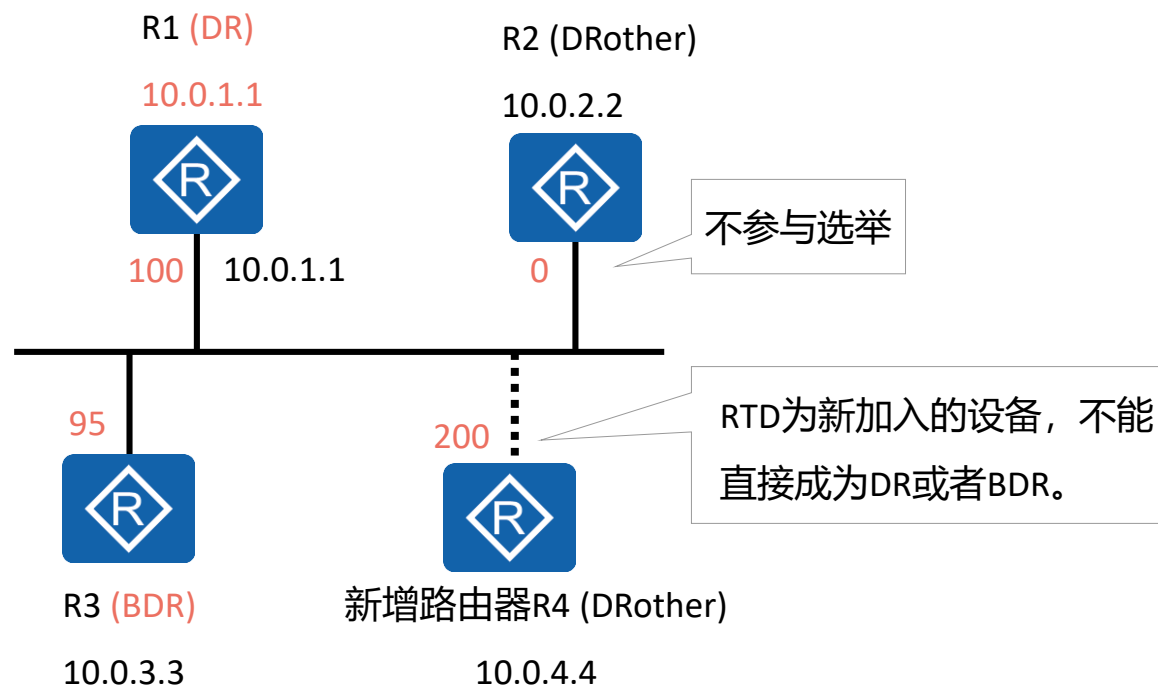 R1 (DR)
10.0.1.1
R
100
10.0.1.1
R2 (DRother)
10.0.2.2
R
0
不参与选举
95
R
R3 (BDR)
10.0.3.3
200
R
新增路由器R4 (DRother)
10.0.4.4
RTD为新加入的设备，不能
直接成为DR或者BDR。